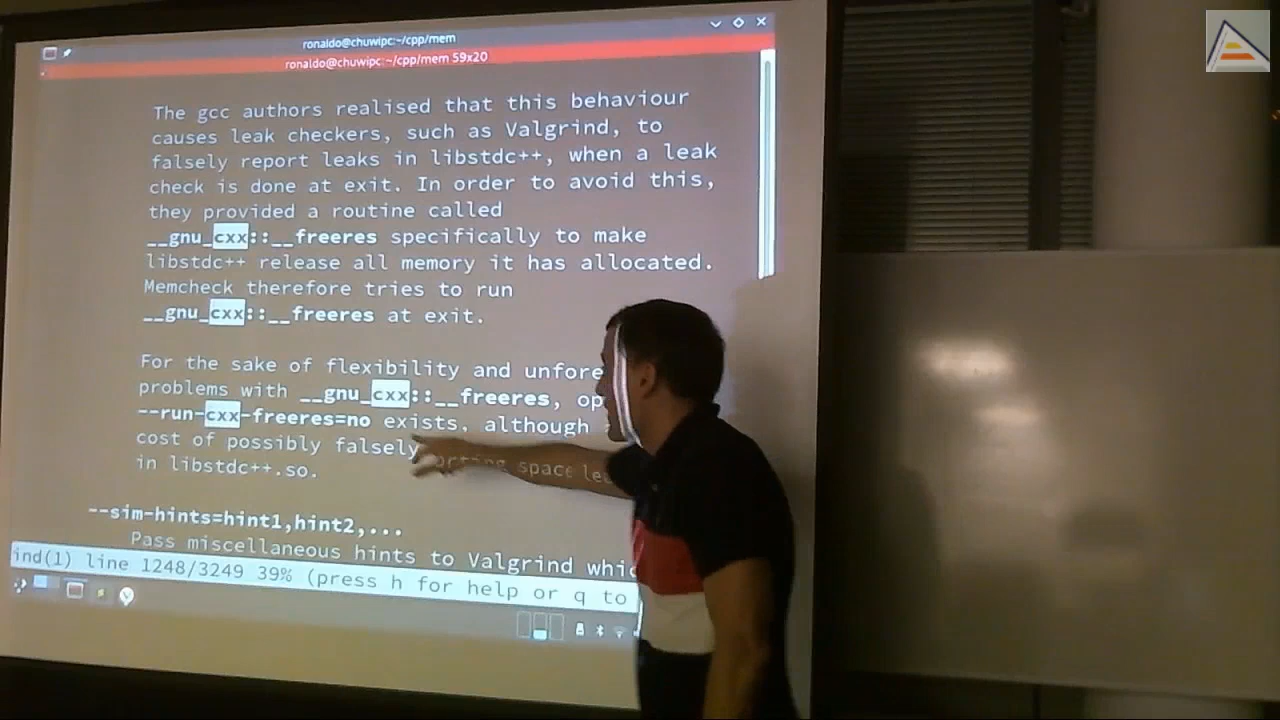 ronaldo@chuwipc:~/cpp/mem
ronaldo@chuwipc:~/cpp/mem 59x20
The gcc authors realised that this behaviour
causes leak checkers, such as Valgrind, to
falsely report leaks in libstdc++, when a leak
check is done at exit. In order to avoid this,
they provided a routine called
__gnu_cxx::__freeres specifically to make
libstdc++ release all memory it has allocated.
Memcheck therefore tries to run
__gnu_cxx::__freeres at exit.
For the sake of flexibility and unfore
problems with __gnu_cxx::__freeres, op
--run-cxx-freeres=no exists, although
cost of possibly falsely orting space lea
in libstdc++.so.
--sim-hints=hint1,hint2,...
Pass miscellaneous hints to Valgrind whic
ind(1) line 1248/3249 39% (press h for help or q to